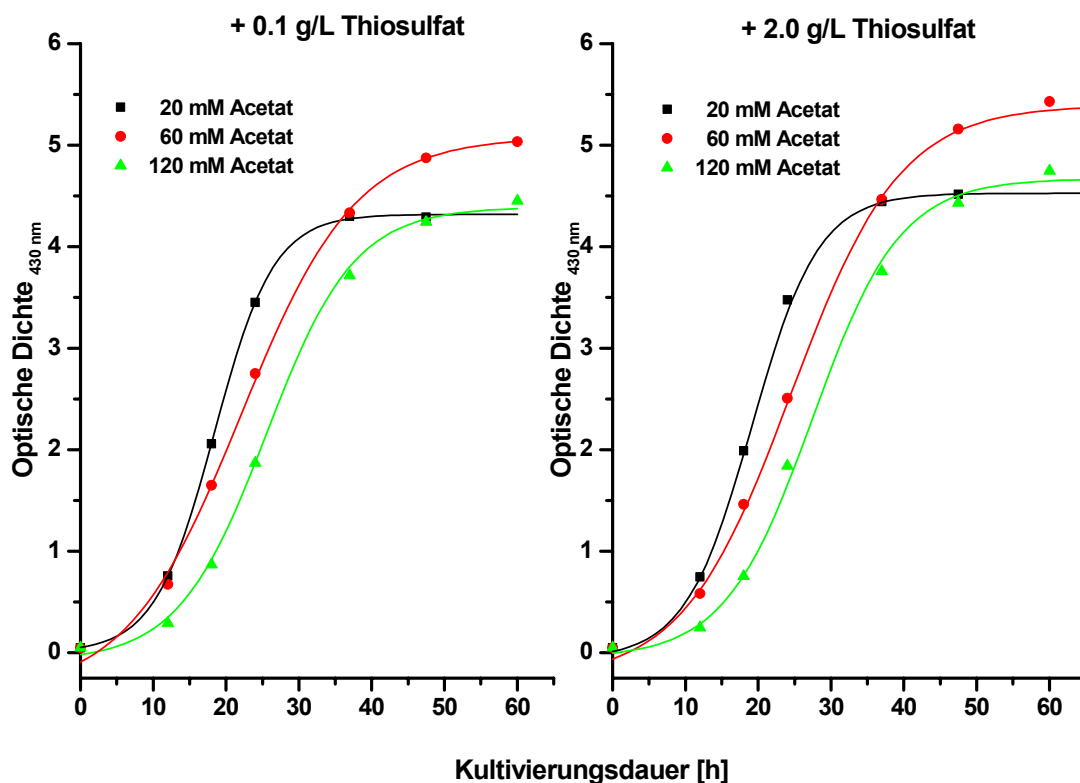 + 0.1 g/L Thiosulfat
+ 2.0 g/L Thiosulfat
20 mM Acetat
60 mM Acetat
120 mM Acetat
20 mM Acetat
60 mM Acetat
120 mM Acetat
Optische Dichte 430 nm
6
5
4
3
2
1
0
0 10 20 30 40 50 60
Optische Dichte 430 nm
6
5
4
3
2
1
0
0 10 20 30 40 50 60
Kultivierungsdauer [h]